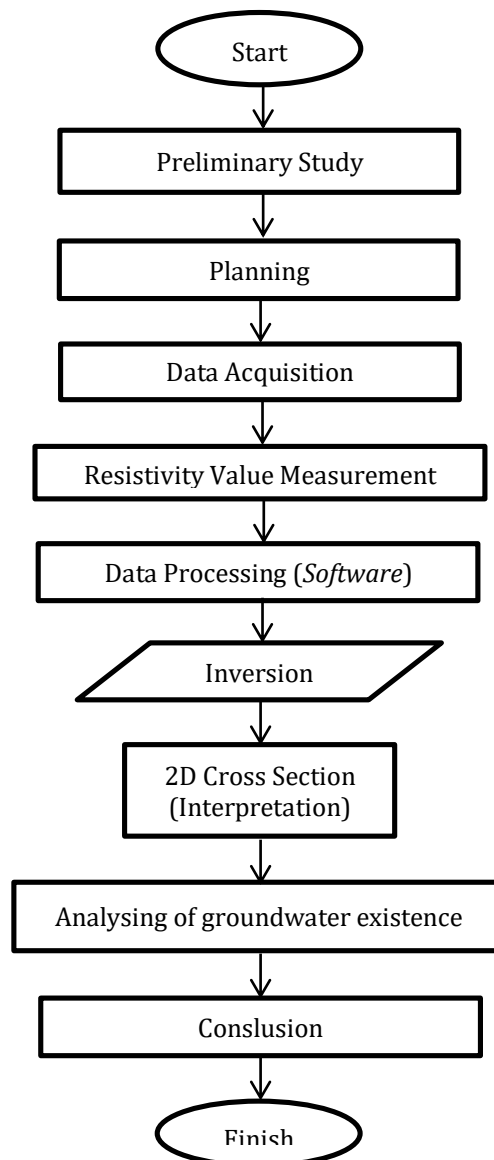 Start
Preliminary Study
Planning
Data Acquisition
Resistivity Value Measurement
Data Processing (Software)
Inversion
2D Cross Section
(Interpretation)
Analysing of groundwater existence
Conslusion
Finish